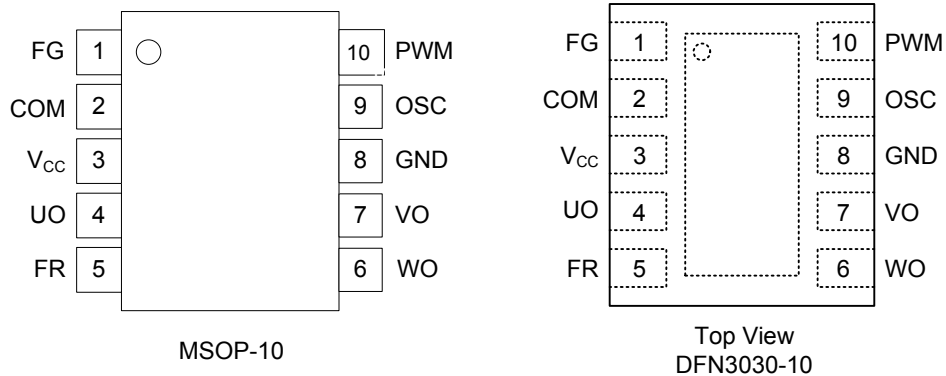 FG 1 10 PWM
COM 2 9 OSC
VCC 3 8 GND
UO 4 7 VO
FR 5 6 WO
MSOP-10
FG 1 10 PWM
COM 2 9 OSC
VCC 3 8 GND
UO 4 7 VO
FR 5 6 WO
Top View
DFN3030-10